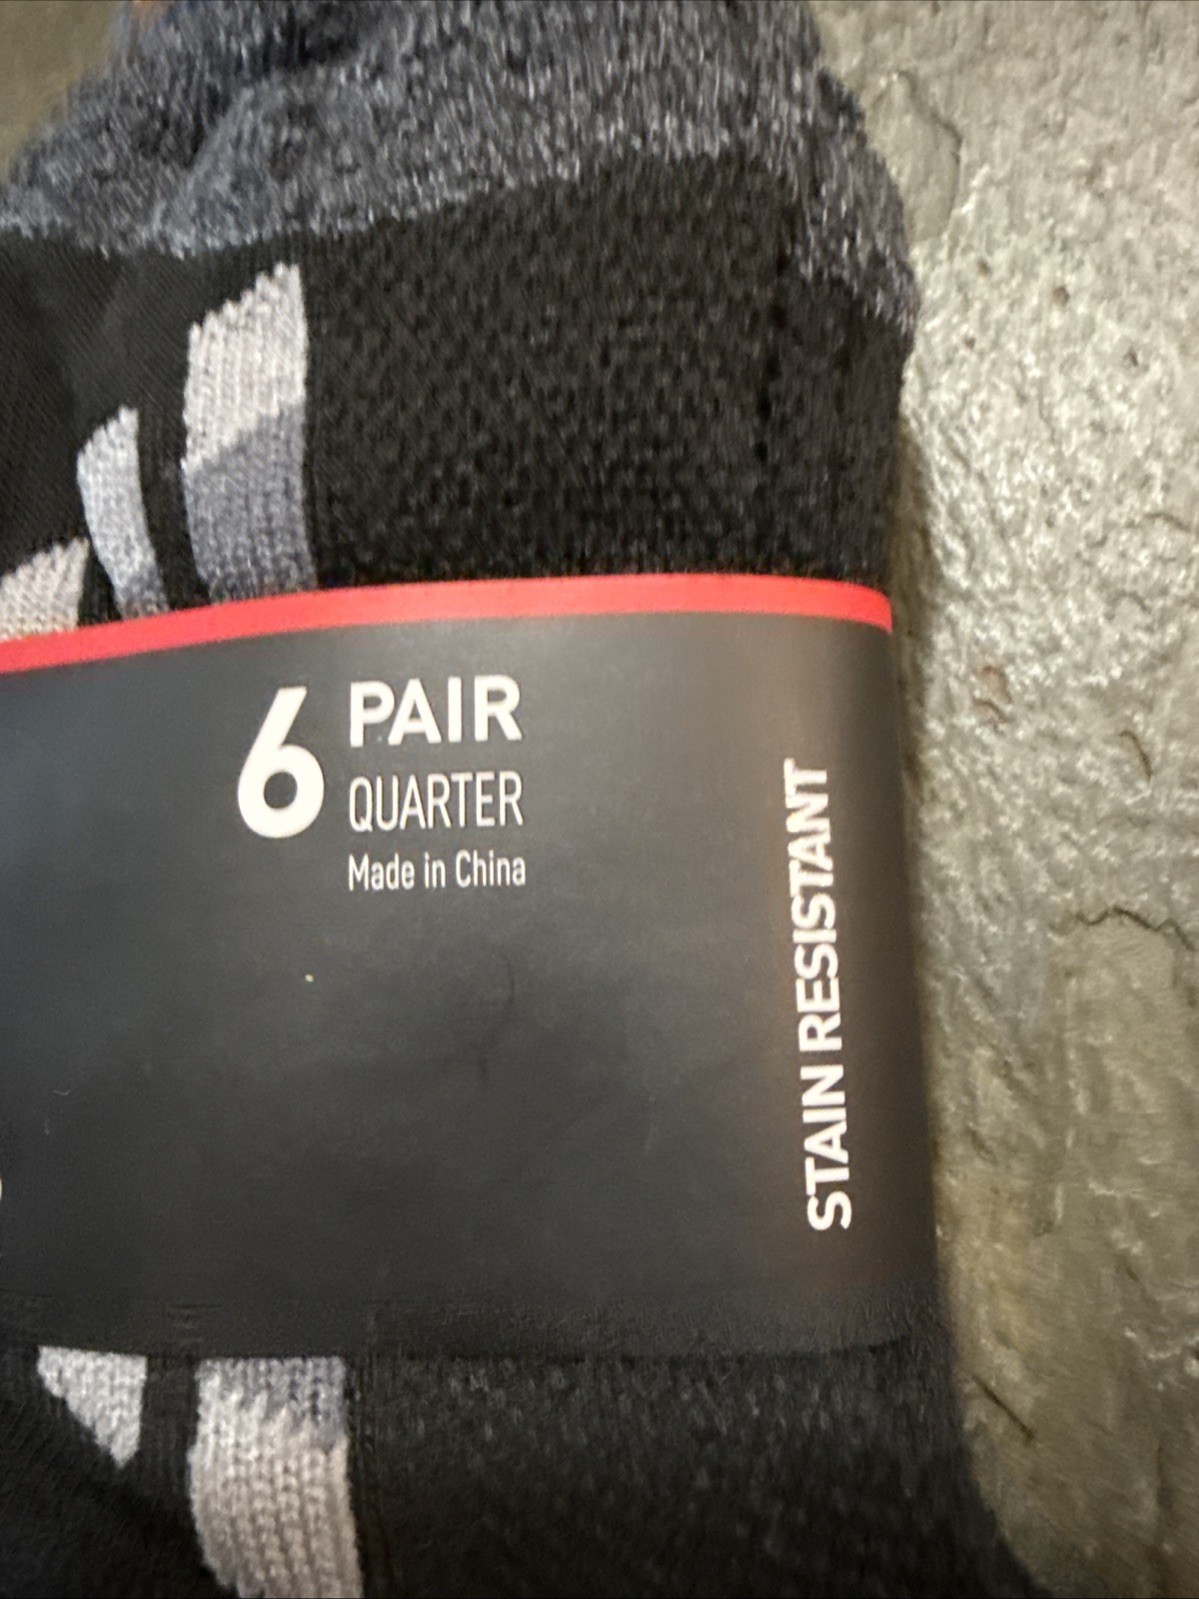 6 PAIR
QUARTER
Made in China
STAIN RESISTANT